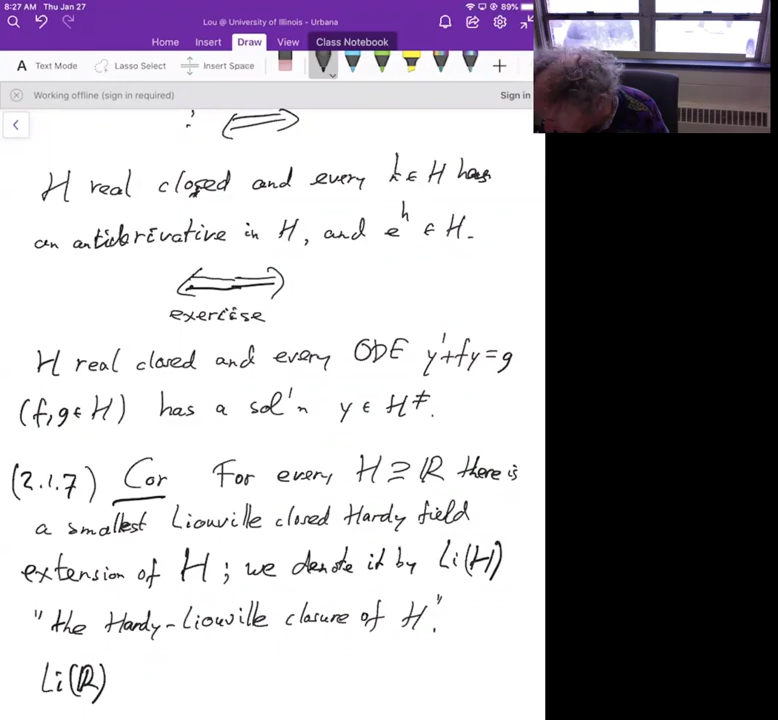 8:27 AM Thu Jan 27
89%
Lou @ University of Illinois - Urbana
Home Insert Draw View Class Notebook
A Text Mode Lasso Select Insert Space
Working offline (sign in required) Sign in
: ⟺
H real closed and every h ∈ H has
an antiderivative in H, and e^h ∈ H.
⟺
exercise
H real closed and every ODE y'+fy=g
(f,g ∈ H) has a sol'n y ∈ H^≠.
(2.1.7) Cor For every H ⊇ ℝ there is
a smallest Liouville closed Hardy field
extension of H; we denote it by Li(H)
"the Hardy-Liouville closure of H".
Li(ℝ)